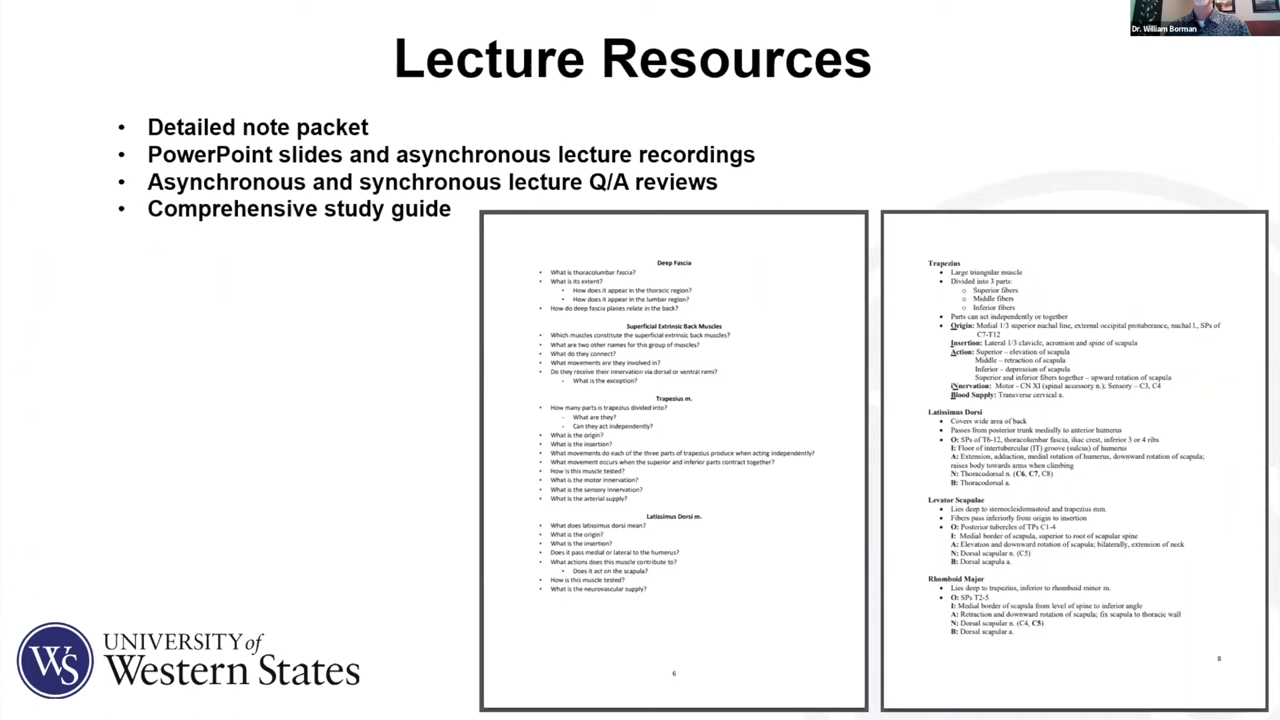 Dr. William Borman
Lecture Resources
• Detailed note packet
• PowerPoint slides and asynchronous lecture recordings
• Asynchronous and synchronous lecture Q/A reviews
• Comprehensive study guide
Deep Fascia
• What is thoracolumbar fascia?
• What is its extent?
• How does it appear in the thoracic region?
• How does it appear in the lumbar region?
• How do deep fascia planes relate in the back?
Superficial Extrinsic Back Muscles
• Which muscles constitute the superficial extrinsic back muscles?
• What are two other names for this group of muscles?
• What do they connect?
• What movements are they involved in?
• Do they receive their innervation via dorsal or ventral rami?
- What is the exception?
Trapezius m.
• How many parts is trapezius divided into?
- What are they?
- Can they act independently?
• What is the origin?
• What is the insertion?
• What movements do each of the three parts of trapezius produce when acting independently?
• What movement occurs when the superior and inferior parts contract together?
• How is this muscle tested?
• What is the motor innervation?
• What is the sensory innervation?
• What is the arterial supply?
Latissimus Dorsi m.
• What does latissimus dorsi mean?
• What is the origin?
• What is the insertion?
• Does it pass medial or lateral to the humerus?
• What actions does this muscle contribute to?
• Does it act on the scapula?
• How is this muscle tested?
• What is the neurovascular supply?
6
Trapezius
• Large triangular muscle
• Divided into 3 parts:
o Superior fibers
o Middle fibers
o Inferior fibers
• Parts can act independently or together
• Origin: Medial 1/3 superior nuchal line, external occipital protuberance, nuchal l., SPs of
C7-T12
Insertion: Lateral 1/3 clavicle, acromion and spine of scapula
Action: Superior – elevation of scapula
Middle – retraction of scapula
Inferior – depression of scapula
Superior and inferior fibers together – upward rotation of scapula
iNnervation: Motor - CN XI (spinal accessory n.); Sensory – C3, C4
Blood Supply: Transverse cervical a.
Latissimus Dorsi
• Covers wide area of back
• Passes from posterior trunk medially to anterior humerus
• O: SPs of T6-12, thoracolumbar fascia, iliac crest, inferior 3 or 4 ribs
I: Floor of intertubercular (IT) groove (sulcus) of humerus
A: Extension, adduction, medial rotation of humerus, downward rotation of scapula;
raises body towards arms when climbing
N: Thoracodorsal n. (C6, C7, C8)
B: Thoracodorsal a.
Levator Scapulae
• Lies deep to sternocleidomastoid and trapezius mm.
• Fibers pass inferiorly from origin to insertion
• O: Posterior tubercles of TPs C1-4
I: Medial border of scapula, superior to root of scapular spine
A: Elevation and downward rotation of scapula; bilaterally, extension of neck
N: Dorsal scapular n. (C5)
B: Dorsal scapula a.
Rhomboid Major
• Lies deep to trapezius, inferior to rhomboid minor m.
• O: SPs T2-5
I: Medial border of scapula from level of spine to inferior angle
A: Retraction and downward rotation of scapula; fix scapula to thoracic wall
N: Dorsal scapular n. (C4, C5)
B: Dorsal scapular a.
8
WS
UNIVERSITY of
Western States